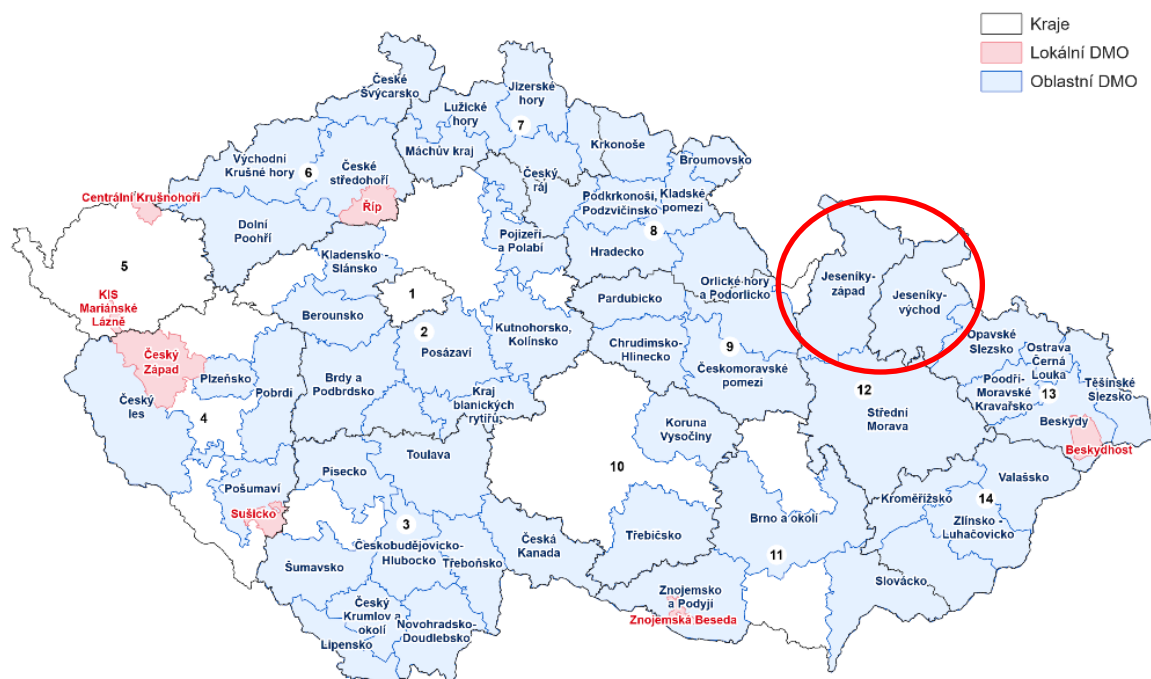 Kraje
Lokální DMO
Oblastní DMO
České
Švýcarsko
Lužické
hory
Jizerské
hory
7
Máchův kraj
Krkonoše
Broumovsko
Východní
Krušné hory
6
České
středohoří
Český
ráj
Podkrkonoší,
Podzvičinsko
Kladské
pomezí
Centrální Krušnohoří
Říp
Dolní
Poohří
Pojizeří
a Polabí
8
Hradecko
Kladensko -
Slánsko
5
Orlické hory
a Podorlicko
Jeseníky-
západ
Jeseníky-
východ
KIS
Mariánské
Lázně
1
Pardubicko
Berounsko
2
Posázaví
Kutnohorsko,
Kolínsko
Chrudimsko-
Hlinecko
9
Českomoravské
pomezí
Opavské
Slezsko
Ostrava
Černá
Louka
Český
Západ
Plzeňsko
Pobrdí
Brdy a
Podbrdsko
Kraj
blanických
rytířů
12
Střední
Morava
Poodří-
Moravské
Kravařsko
13
Těšínské
Slezsko
Český
les
4
Koruna
Vysočiny
Beskydy
Beskydhost
Toulava
Písecko
10
Pošumaví
Sušicko
Valašsko
Kroměřížsko
14
Zlínsko -
Luhačovicko
3
Českobudějovicko-
Hlubocko
Třeboňsko
Česká
Kanada
Třebíčsko
Brno a okolí
11
Šumavsko
Slovácko
Znojemsko
a Podyjí
Znojemská Beseda
Český
Krumlov a
okolí
Lipensko
Novohradsko-
Doudlebsko